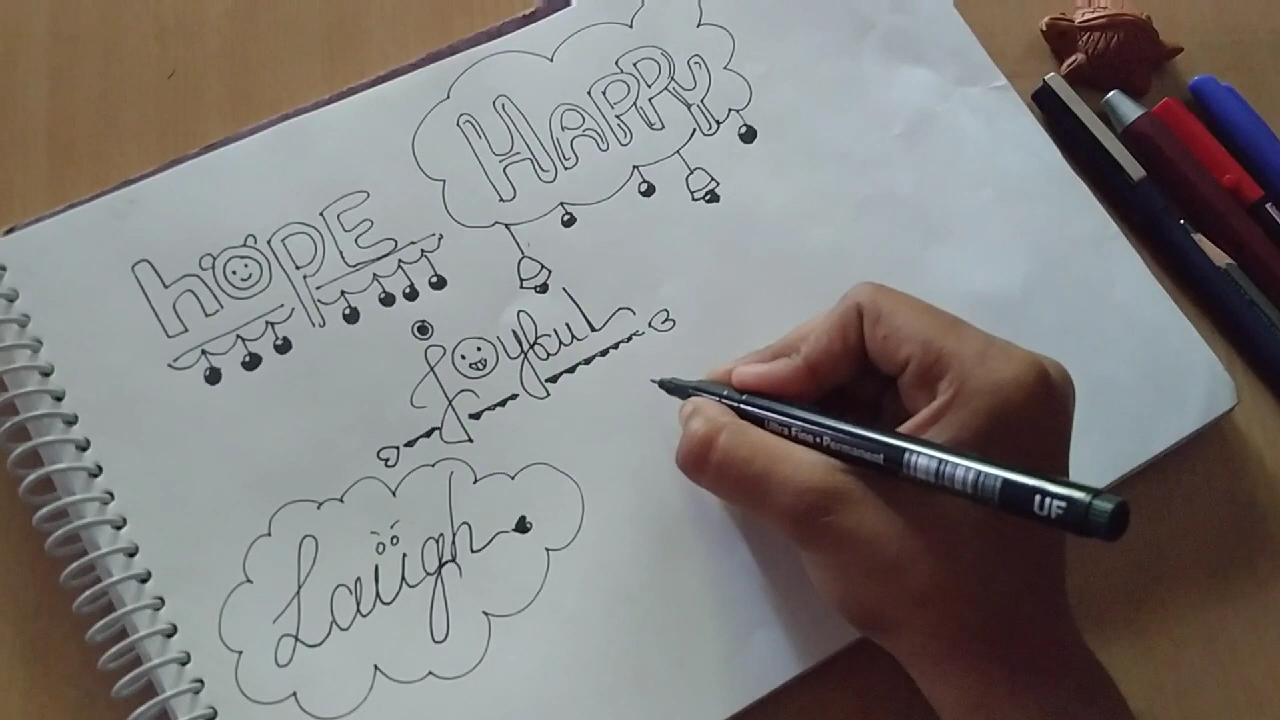 HAPPY
hOPE
Joyful
Laugh
Ultra Fine • Permanent
UF